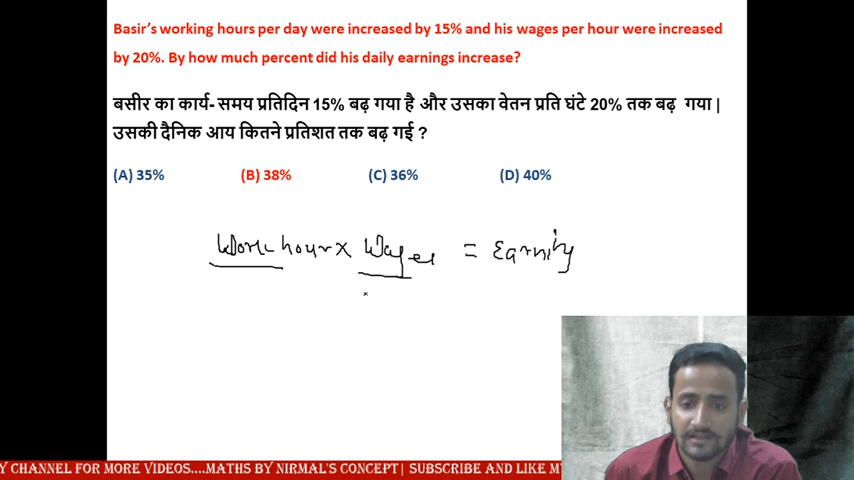 Basir's working hours per day were increased by 15% and his wages per hour were increased
by 20%. By how much percent did his daily earnings increase?
बसीर का कार्य- समय प्रतिदिन 15% बढ़ गया है और उसका वेतन प्रति घंटे 20% तक बढ़ गया |
उसकी दैनिक आय कितने प्रतिशत तक बढ़ गई ?
(A) 35% (B) 38% (C) 36% (D) 40%
Work hour x Wages = Earning
Y CHANNEL FOR MORE VIDEOS....MATHS BY NIRMAL'S CONCEPT| SUBSCRIBE AND LIKE MY